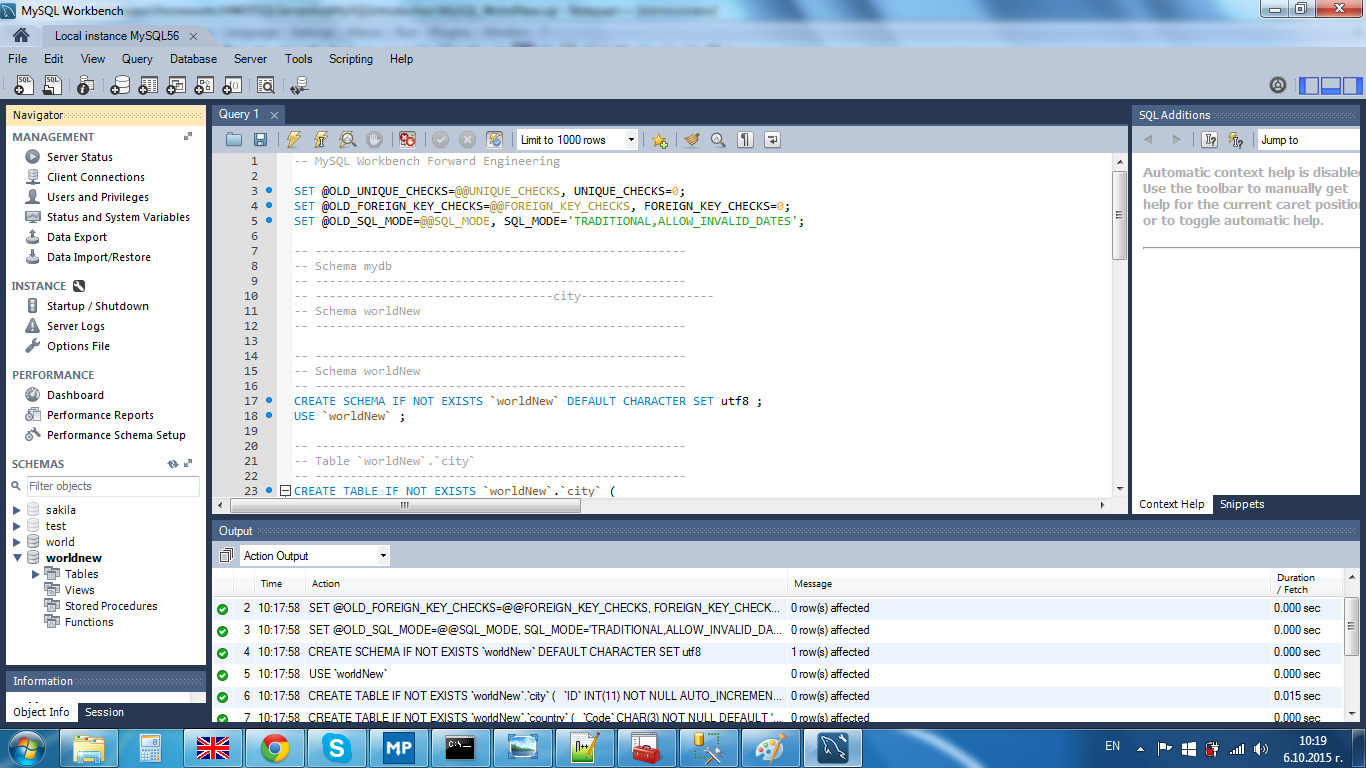 MySQL Workbench
Local instance MySQL56
File Edit View Query Database Server Tools Scripting Help
Navigator
MANAGEMENT
Server Status
Client Connections
Users and Privileges
Status and System Variables
Data Export
Data Import/Restore
INSTANCE
Startup / Shutdown
Server Logs
Options File
PERFORMANCE
Dashboard
Performance Reports
Performance Schema Setup
SCHEMAS
Filter objects
sakila
test
world
worldnew
Tables
Views
Stored Procedures
Functions
Information
Object Info Session
Query 1
Limit to 1000 rows
1 -- MySQL Workbench Forward Engineering
2
3 SET @OLD_UNIQUE_CHECKS=@@UNIQUE_CHECKS, UNIQUE_CHECKS=0;
4 SET @OLD_FOREIGN_KEY_CHECKS=@@FOREIGN_KEY_CHECKS, FOREIGN_KEY_CHECKS=0;
5 SET @OLD_SQL_MODE=@@SQL_MODE, SQL_MODE='TRADITIONAL,ALLOW_INVALID_DATES';
6
7 -- -----------------------------------------------------
8 -- Schema mydb
9 -- -----------------------------------------------------
10 -- ----------------------------------city-------------------
11 -- Schema worldNew
12 -- -----------------------------------------------------
13
14 -- -----------------------------------------------------
15 -- Schema worldNew
16 -- -----------------------------------------------------
17 CREATE SCHEMA IF NOT EXISTS `worldNew` DEFAULT CHARACTER SET utf8 ;
18 USE `worldNew` ;
19
20 -- -----------------------------------------------------
21 -- Table `worldNew`.`city`
22 -- -----------------------------------------------------
23 CREATE TABLE IF NOT EXISTS `worldNew`.`city` (
SQL Additions
Jump to
Automatic context help is disable
Use the toolbar to manually get
help for the current caret position
or to toggle automatic help.
Context Help Snippets
Output
Action Output
Time Action Message Duration / Fetch
2 10:17:58 SET @OLD_FOREIGN_KEY_CHECKS=@@FOREIGN_KEY_CHECKS, FOREIGN_KEY_CHECK... 0 row(s) affected 0.000 sec
3 10:17:58 SET @OLD_SQL_MODE=@@SQL_MODE, SQL_MODE='TRADITIONAL,ALLOW_INVALID_DA... 0 row(s) affected 0.000 sec
4 10:17:58 CREATE SCHEMA IF NOT EXISTS `worldNew` DEFAULT CHARACTER SET utf8 1 row(s) affected 0.000 sec
5 10:17:58 USE `worldNew` 0 row(s) affected 0.000 sec
6 10:17:58 CREATE TABLE IF NOT EXISTS `worldNew`.`city` ( `ID` INT(11) NOT NULL AUTO_INCREMEN... 0 row(s) affected 0.015 sec
7 10:17:58 CREATE TABLE IF NOT EXISTS `worldNew`.`country` ( `Code` CHAR(3) NOT NULL DEFAULT '... 0 row(s) affected 0.000 sec
MP
EN
10:19
6.10.2015 г.